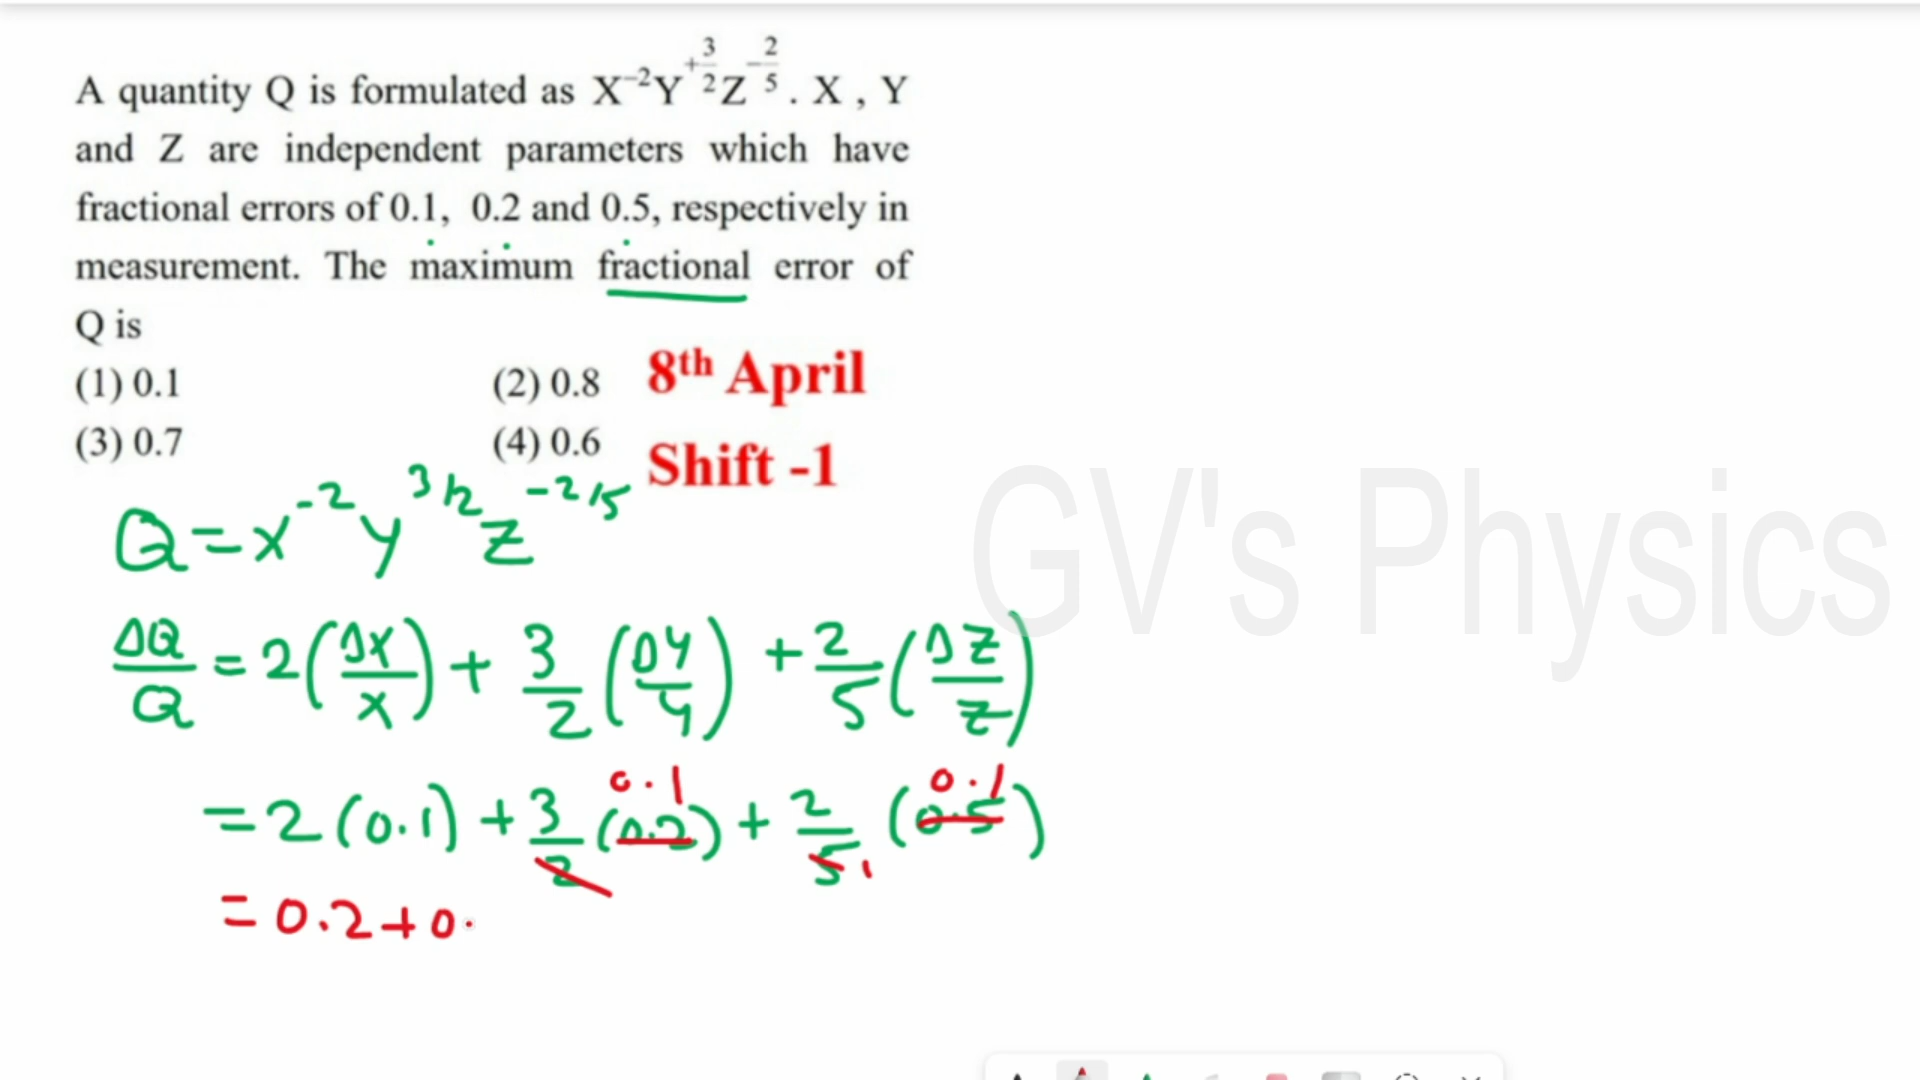 A quantity Q is formulated as X⁻²Y^{+3/2}Z^{-2/5}. X , Y
and Z are independent parameters which have
fractional errors of 0.1, 0.2 and 0.5, respectively in
measurement. The maximum fractional error of
Q is
(1) 0.1 (2) 0.8
(3) 0.7 (4) 0.6
8th April
Shift -1
GV's Physics
Q = x^{-2} y^{3/2} z^{-2/5}
ΔQ/Q = 2(Δx/x) + 3/2 (Δy/y) + 2/5 (Δz/z)
0.1 0.1
= 2 (0.1) + 3/2 (0.2) + 2/5 (0.5)
= 0.2 + 0.